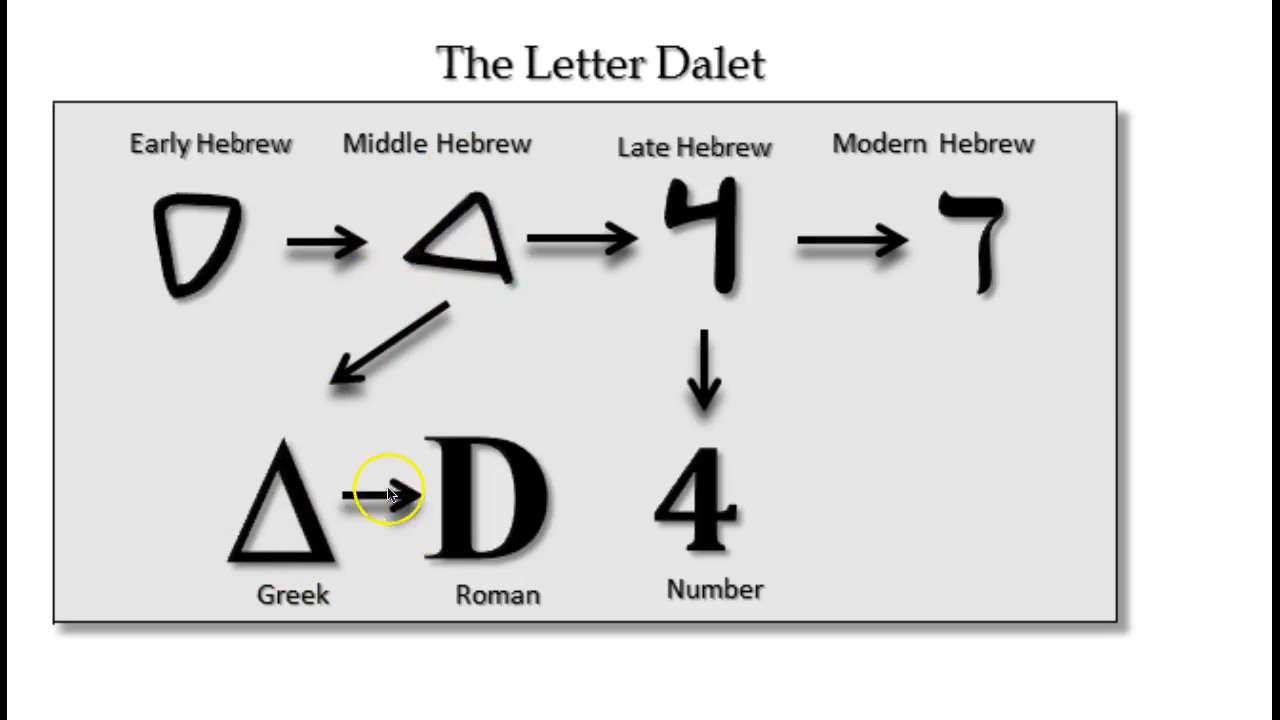 The Letter Dalet
Early Hebrew Middle Hebrew Late Hebrew Modern Hebrew
Δ D 4
Greek Roman Number